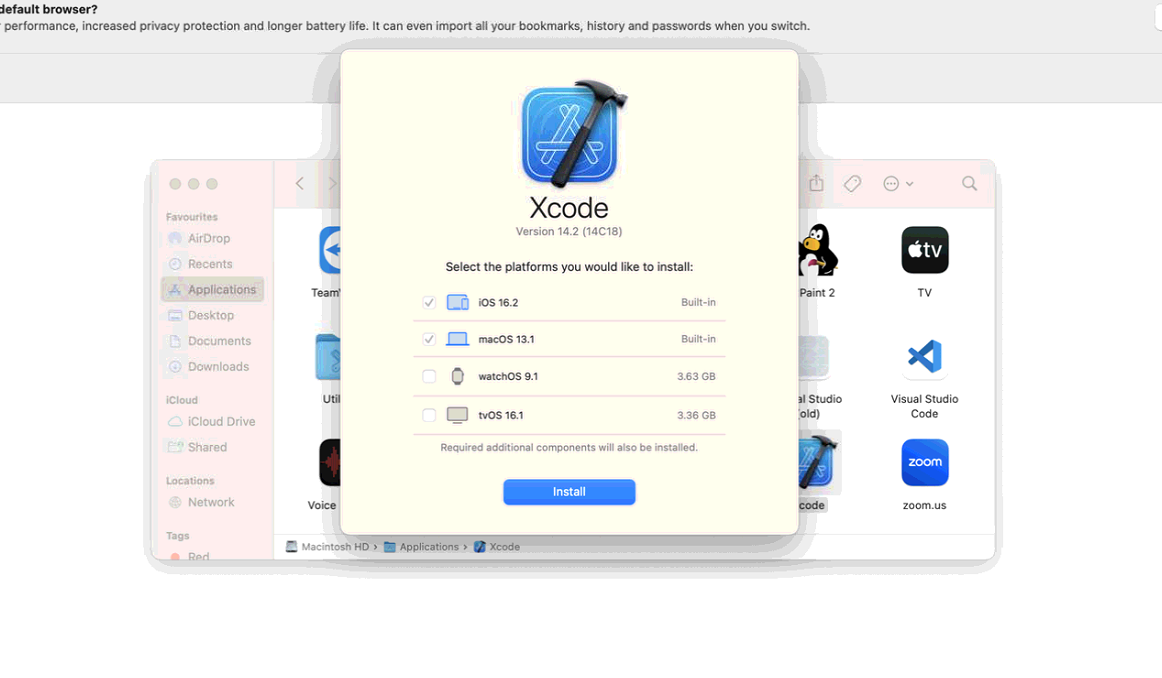 default browser?
performance, increased privacy protection and longer battery life. It can even import all your bookmarks, history and passwords when you switch.
Xcode
Version 14.2 (14C18)
Select the platforms you would like to install:
iOS 16.2 Built-in
macOS 13.1 Built-in
watchOS 9.1 3.63 GB
tvOS 16.1 3.36 GB
Required additional components will also be installed.
Install
Favourites
AirDrop
Recents
Applications
Desktop
Documents
Downloads
iCloud
iCloud Drive
Shared
Locations
Network
Tags
Red
Team
Util
Voice
Paint 2
tv
TV
al Studio
old)
Visual Studio
Code
code
zoom
zoom.us
Macintosh HD › Applications › Xcode